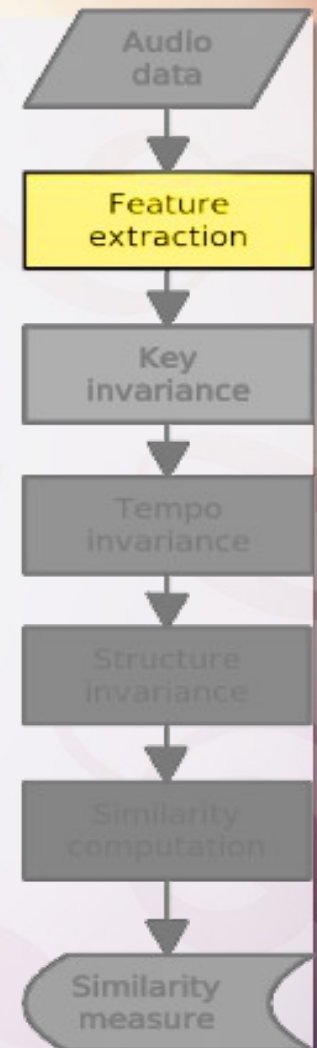 Audio
data
Feature
extraction
Key
invariance
Tempo
invariance
Structure
invariance
Similarity
computation
Similarity
measure